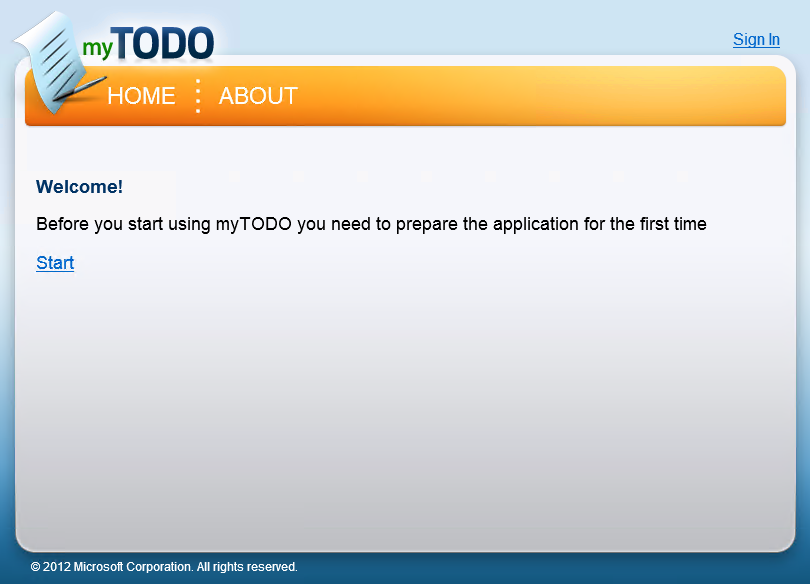 myTODO
Sign In
HOME ABOUT
Welcome!
Before you start using myTODO you need to prepare the application for the first time
Start
© 2012 Microsoft Corporation. All rights reserved.